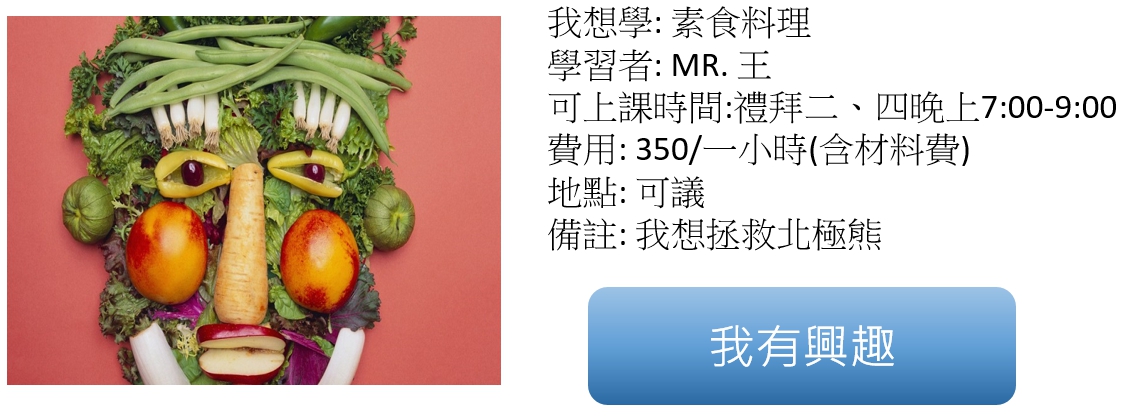 我想學: 素食料理
學習者: MR. 王
可上課時間:禮拜二、四晚上7:00-9:00
費用: 350/一小時(含材料費)
地點: 可議
備註: 我想拯救北極熊
我有興趣